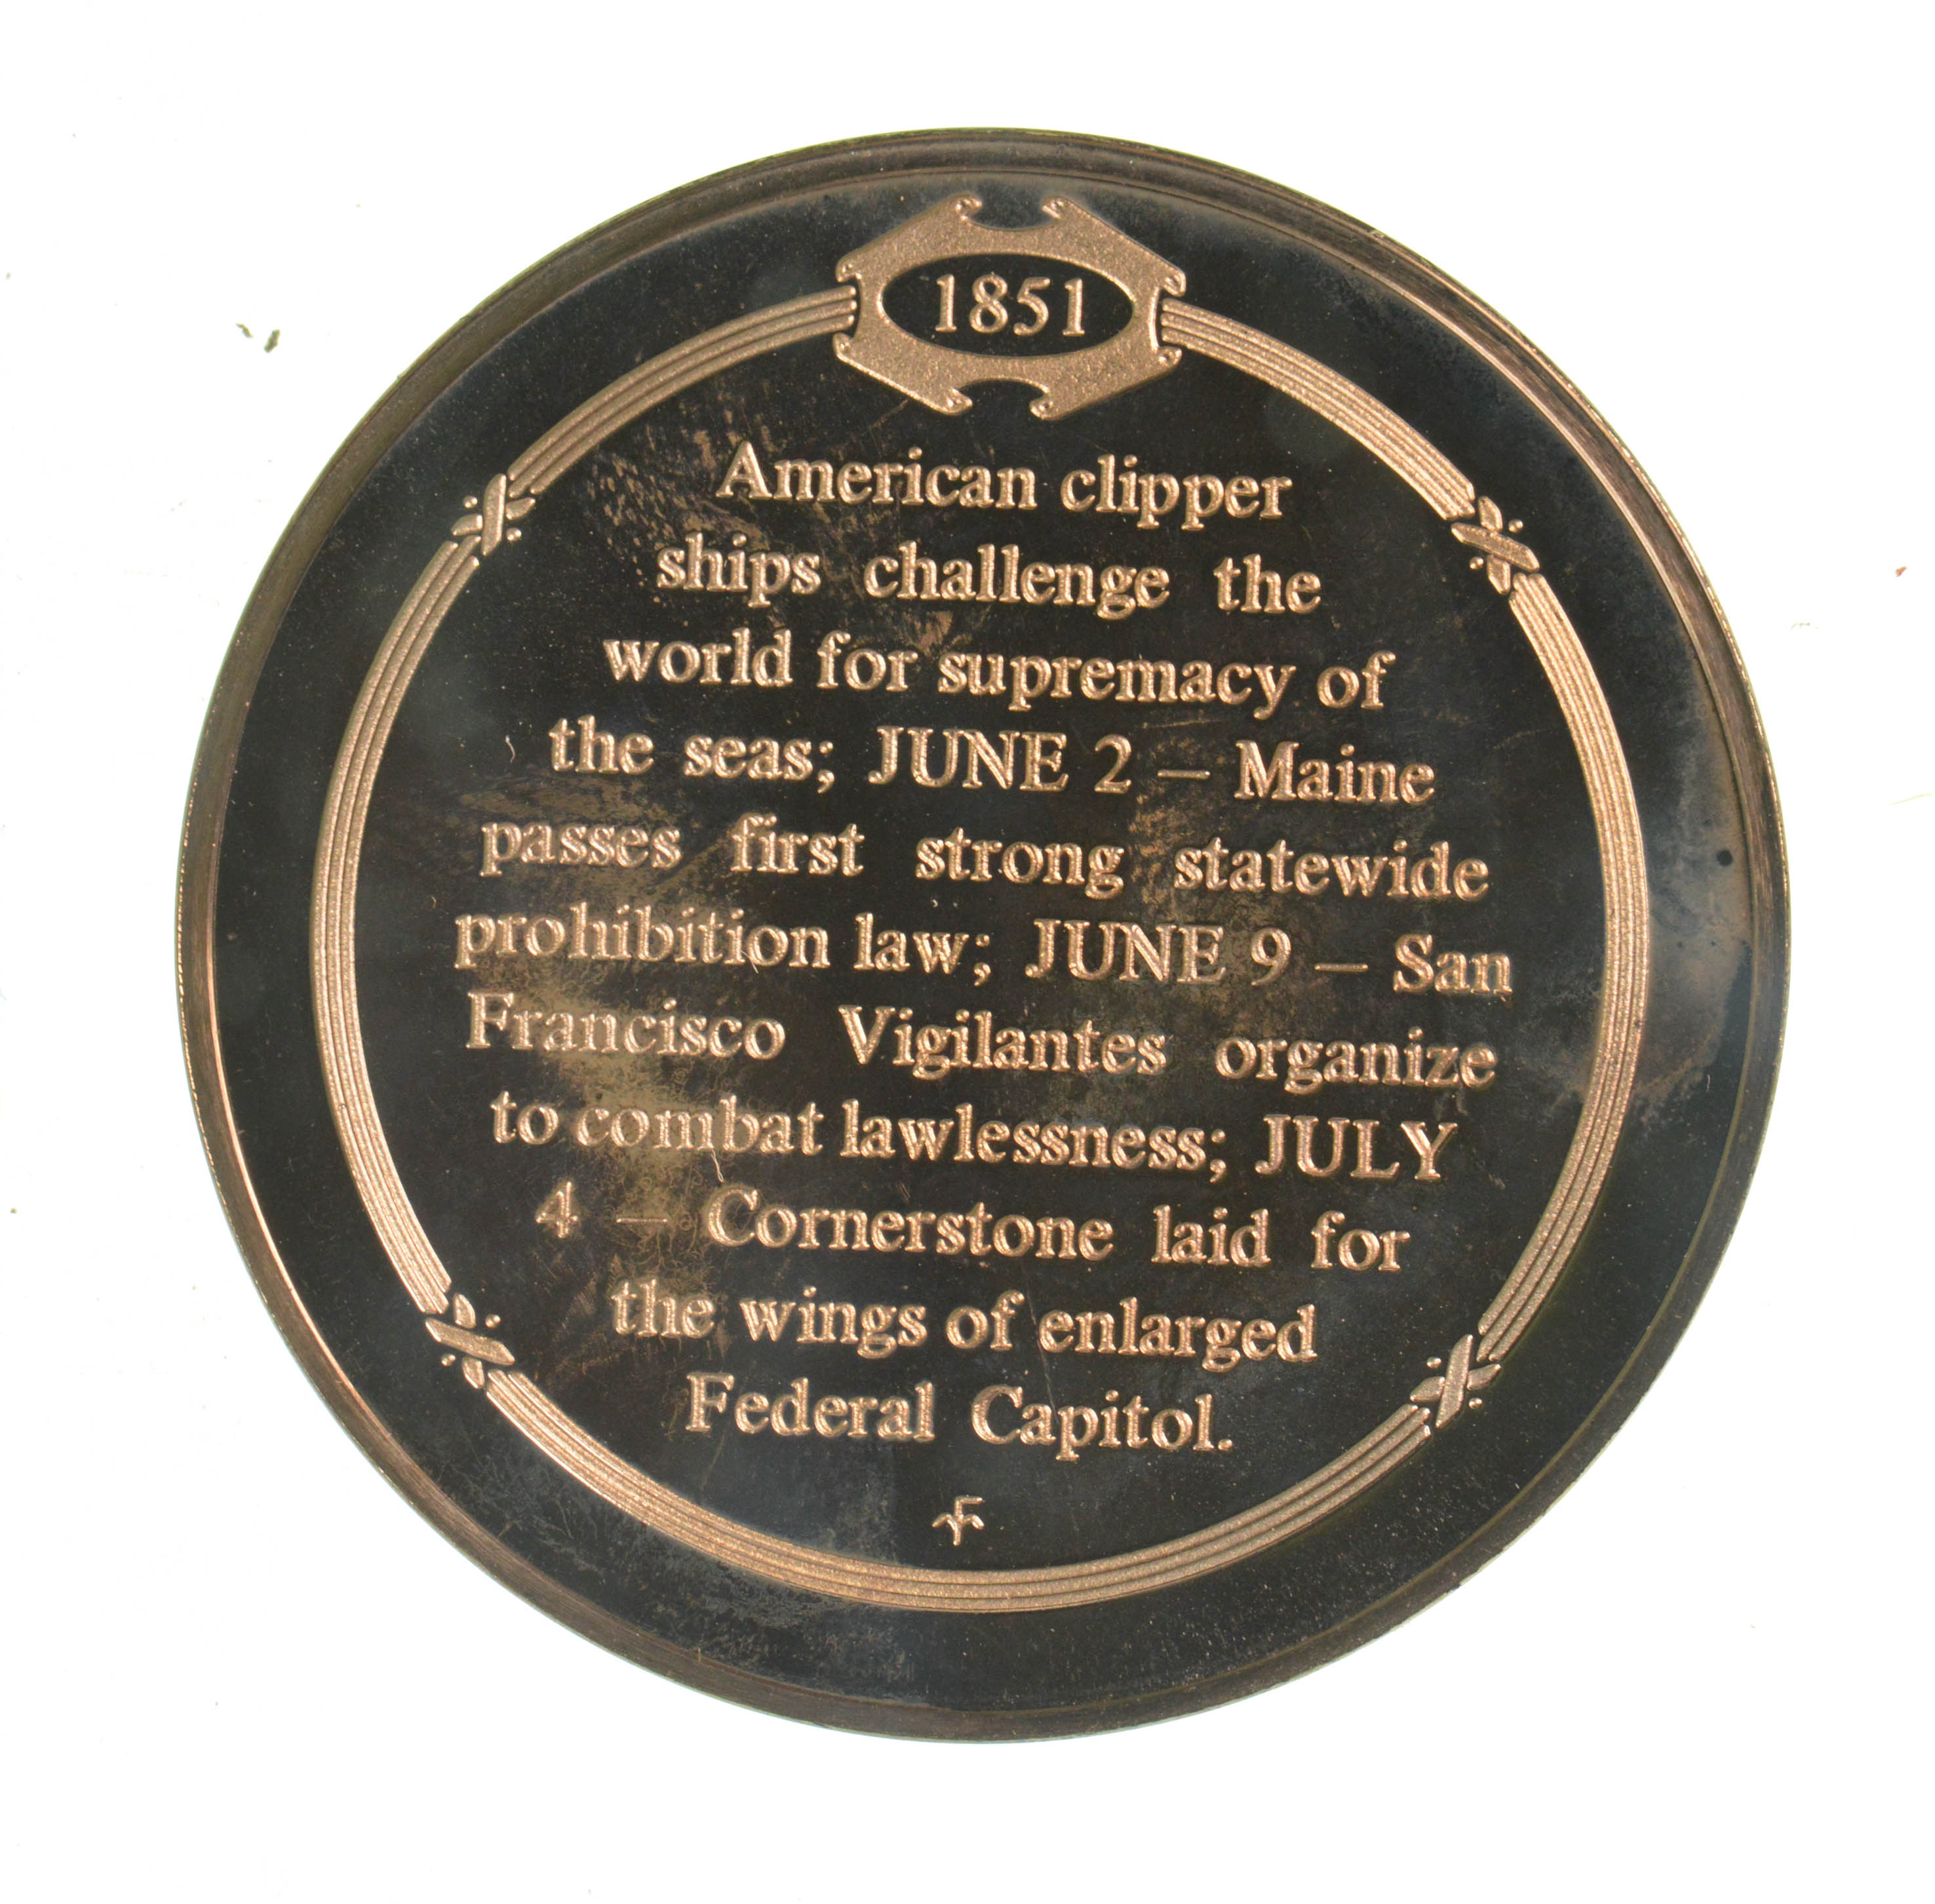 1851
American clipper
ships challenge the
world for supremacy of
the seas; JUNE 2 – Maine
passes first strong statewide
prohibition law; JUNE 9 – San
Francisco Vigilantes organize
to combat lawlessness; JULY
4 – Cornerstone laid for
the wings of enlarged
Federal Capitol.
F